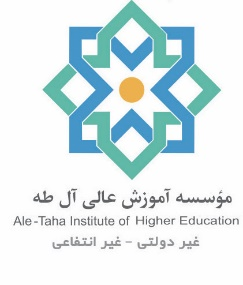 مؤسسه آموزش عالی آل طه
Ale-Taha Institute of Higher Education
غیر دولتی - غیر انتفاعی